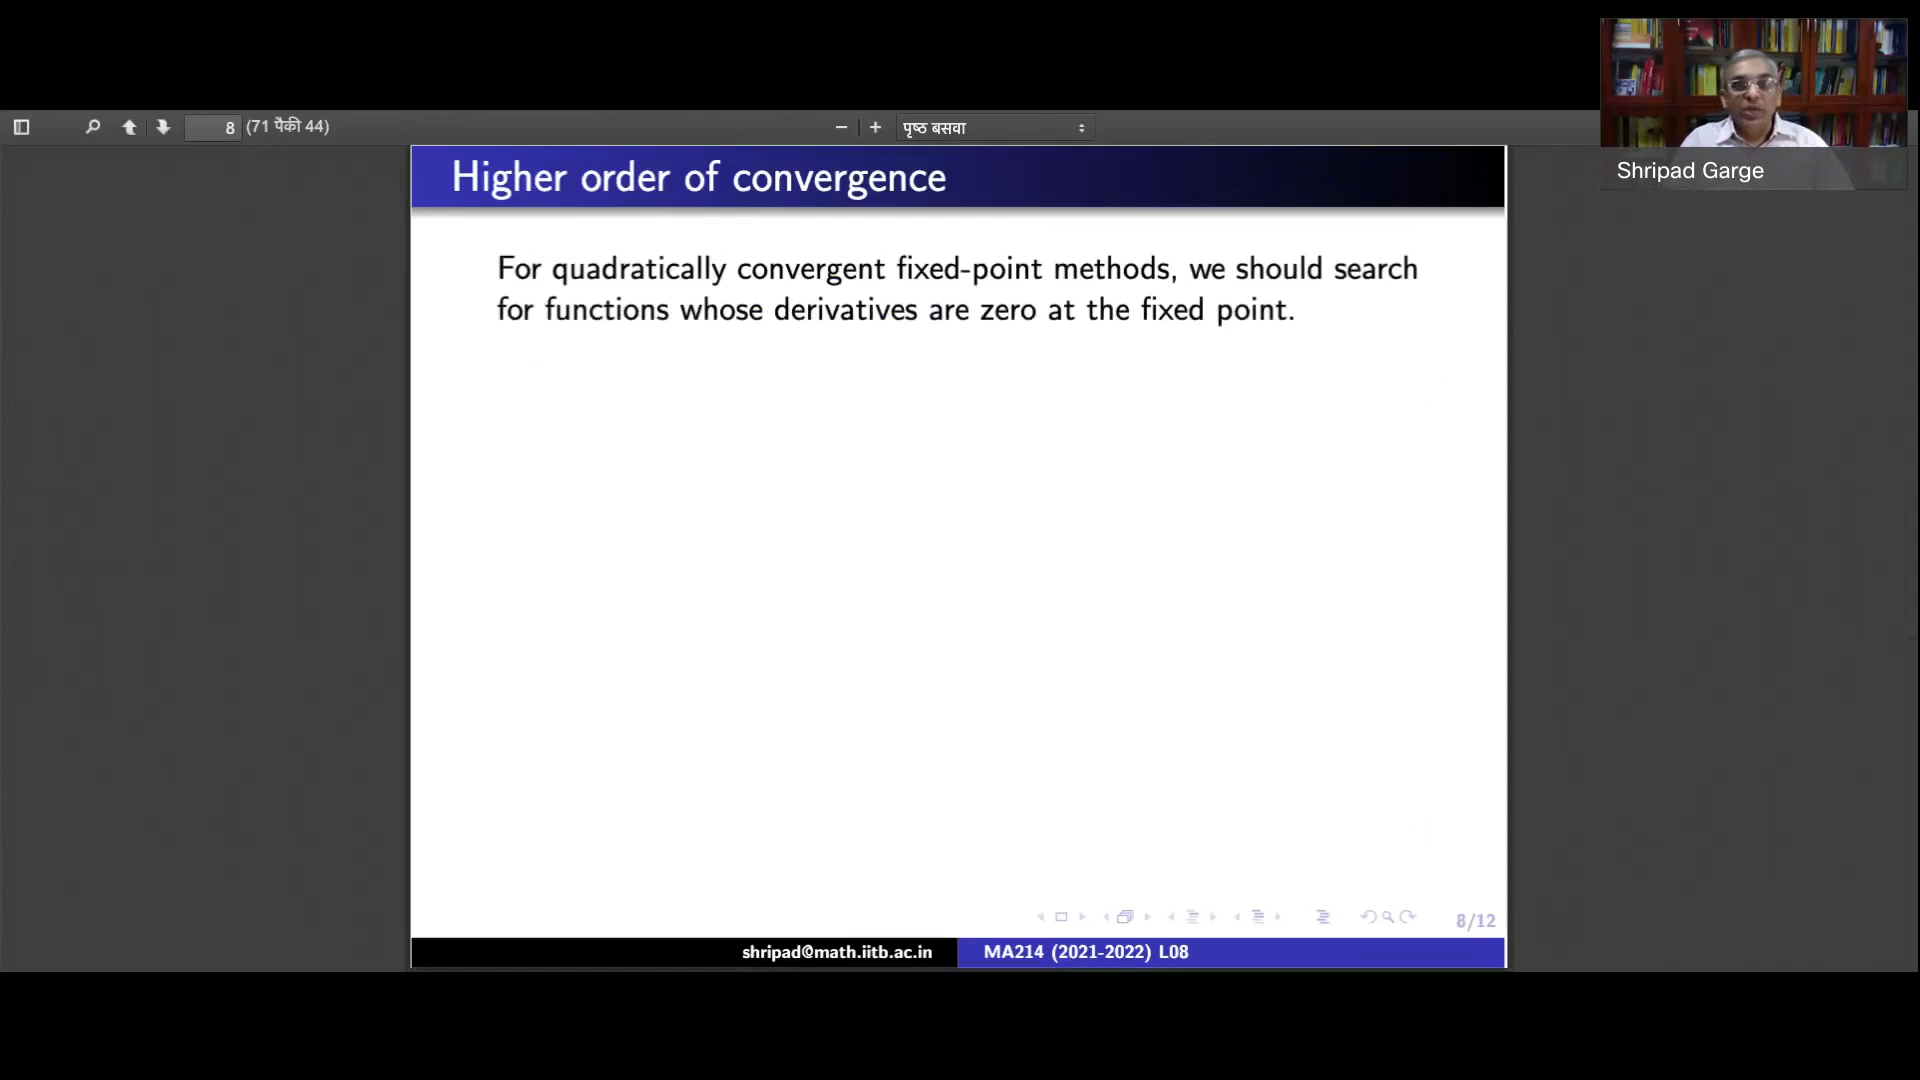 8 (71 पैकी 44)
पृष्ठ बसवा
Shripad Garge
Higher order of convergence
For quadratically convergent fixed-point methods, we should search
for functions whose derivatives are zero at the fixed point.
8/12
shripad@math.iitb.ac.in
MA214 (2021-2022) L08